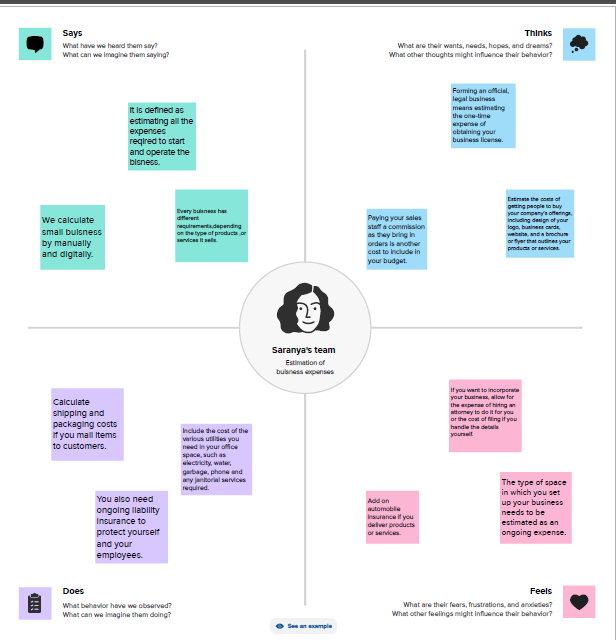 Says
What have we heard them say?
What can we imagine them saying?
Thinks
What are their wants, needs, hopes, and dreams?
What other thoughts might influence their behavior?
It is defined as
estimating all the
expenses
reqired to start
and operate the
bisness.
We calculate
small buisness
by manually
and digitally.
Every buisness has
different
requirements,depending
on the type of products ,or
services it sells.
Forming an official,
legal business
means estimating
the one-time
expense of
obtaining your
business license.
Paying your sales
staff a commission
as they bring in
orders is another
cost to include in
your budget.
Estimate the costs of
getting people to buy
your company's offerings,
including design of your
logo, business cards,
website, and a brochure
or flyer that outlines your
products or services.
Saranya's team
Estimation of
buisness expenses
Calculate
shipping and
packaging costs
if you mail items
to customers.
Include the cost of the
various utilities you
need in your office
space, such as
electricity, water,
garbage, phone and
any janitorial services
required.
You also need
ongoing liability
insurance to
protect yourself
and your
employees.
If you want to incorporate
your business, allow for
the expense of hiring an
attorney to do it for you
or the cost of filing if you
handle the details
yourself.
Add on
automobile
insurance if you
deliver products
or services.
The type of space
in which you set
up your business
needs to be
estimated as an
ongoing expense.
Does
What behavior have we observed?
What can we imagine them doing?
Feels
What are their fears, frustrations, and anxieties?
What other feelings might influence their behavior?
See an example